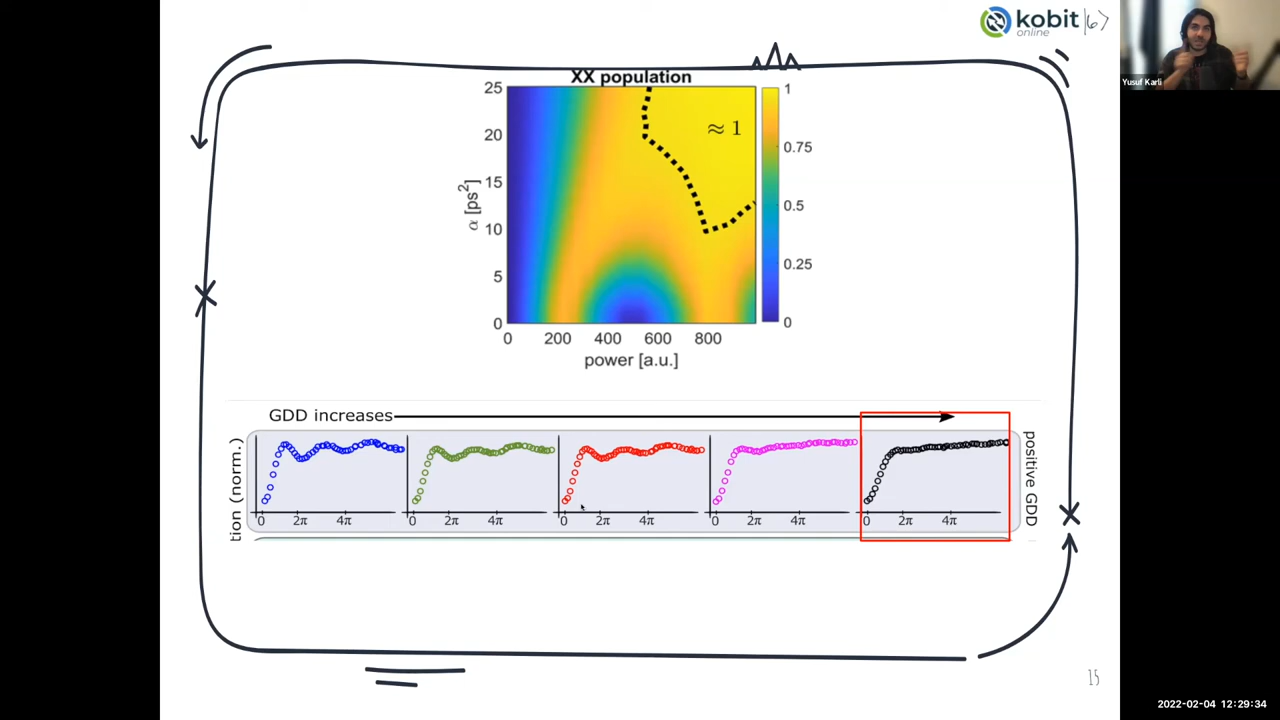 kobit |6>
online
Yusuf Karli
XX population
25
20
15
10
5
0
α [ps²]
≈ 1
1
0.75
0.5
0.25
0
0 200 400 600 800
power [a.u.]
GDD increases
tion (norm.)
0 2π 4π
0 2π 4π
0 2π 4π
0 2π 4π
0 2π 4π
positive GDD
15
2022-02-04 12:29:34